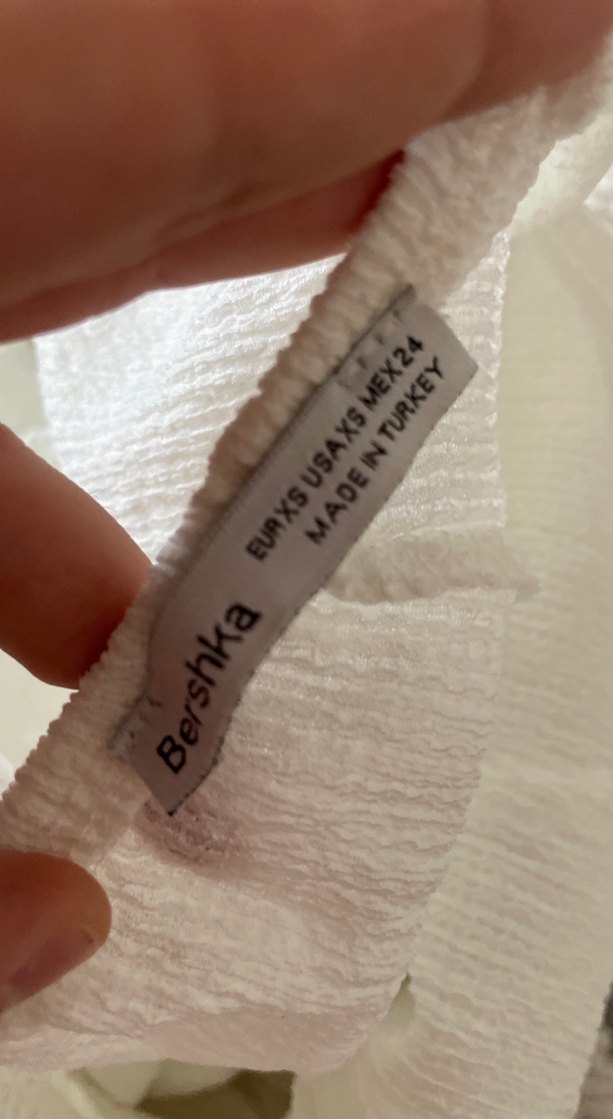 Bershka
EUR XS USA XS MEX 24
MADE IN TURKEY